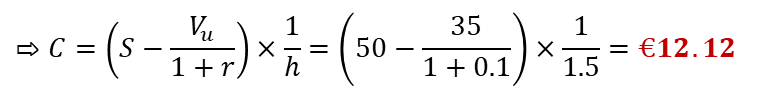 ⇨ C = (S − V_u / (1 + r)) × 1/h = (50 − 35 / (1 + 0.1)) × 1/1.5 = €12.12